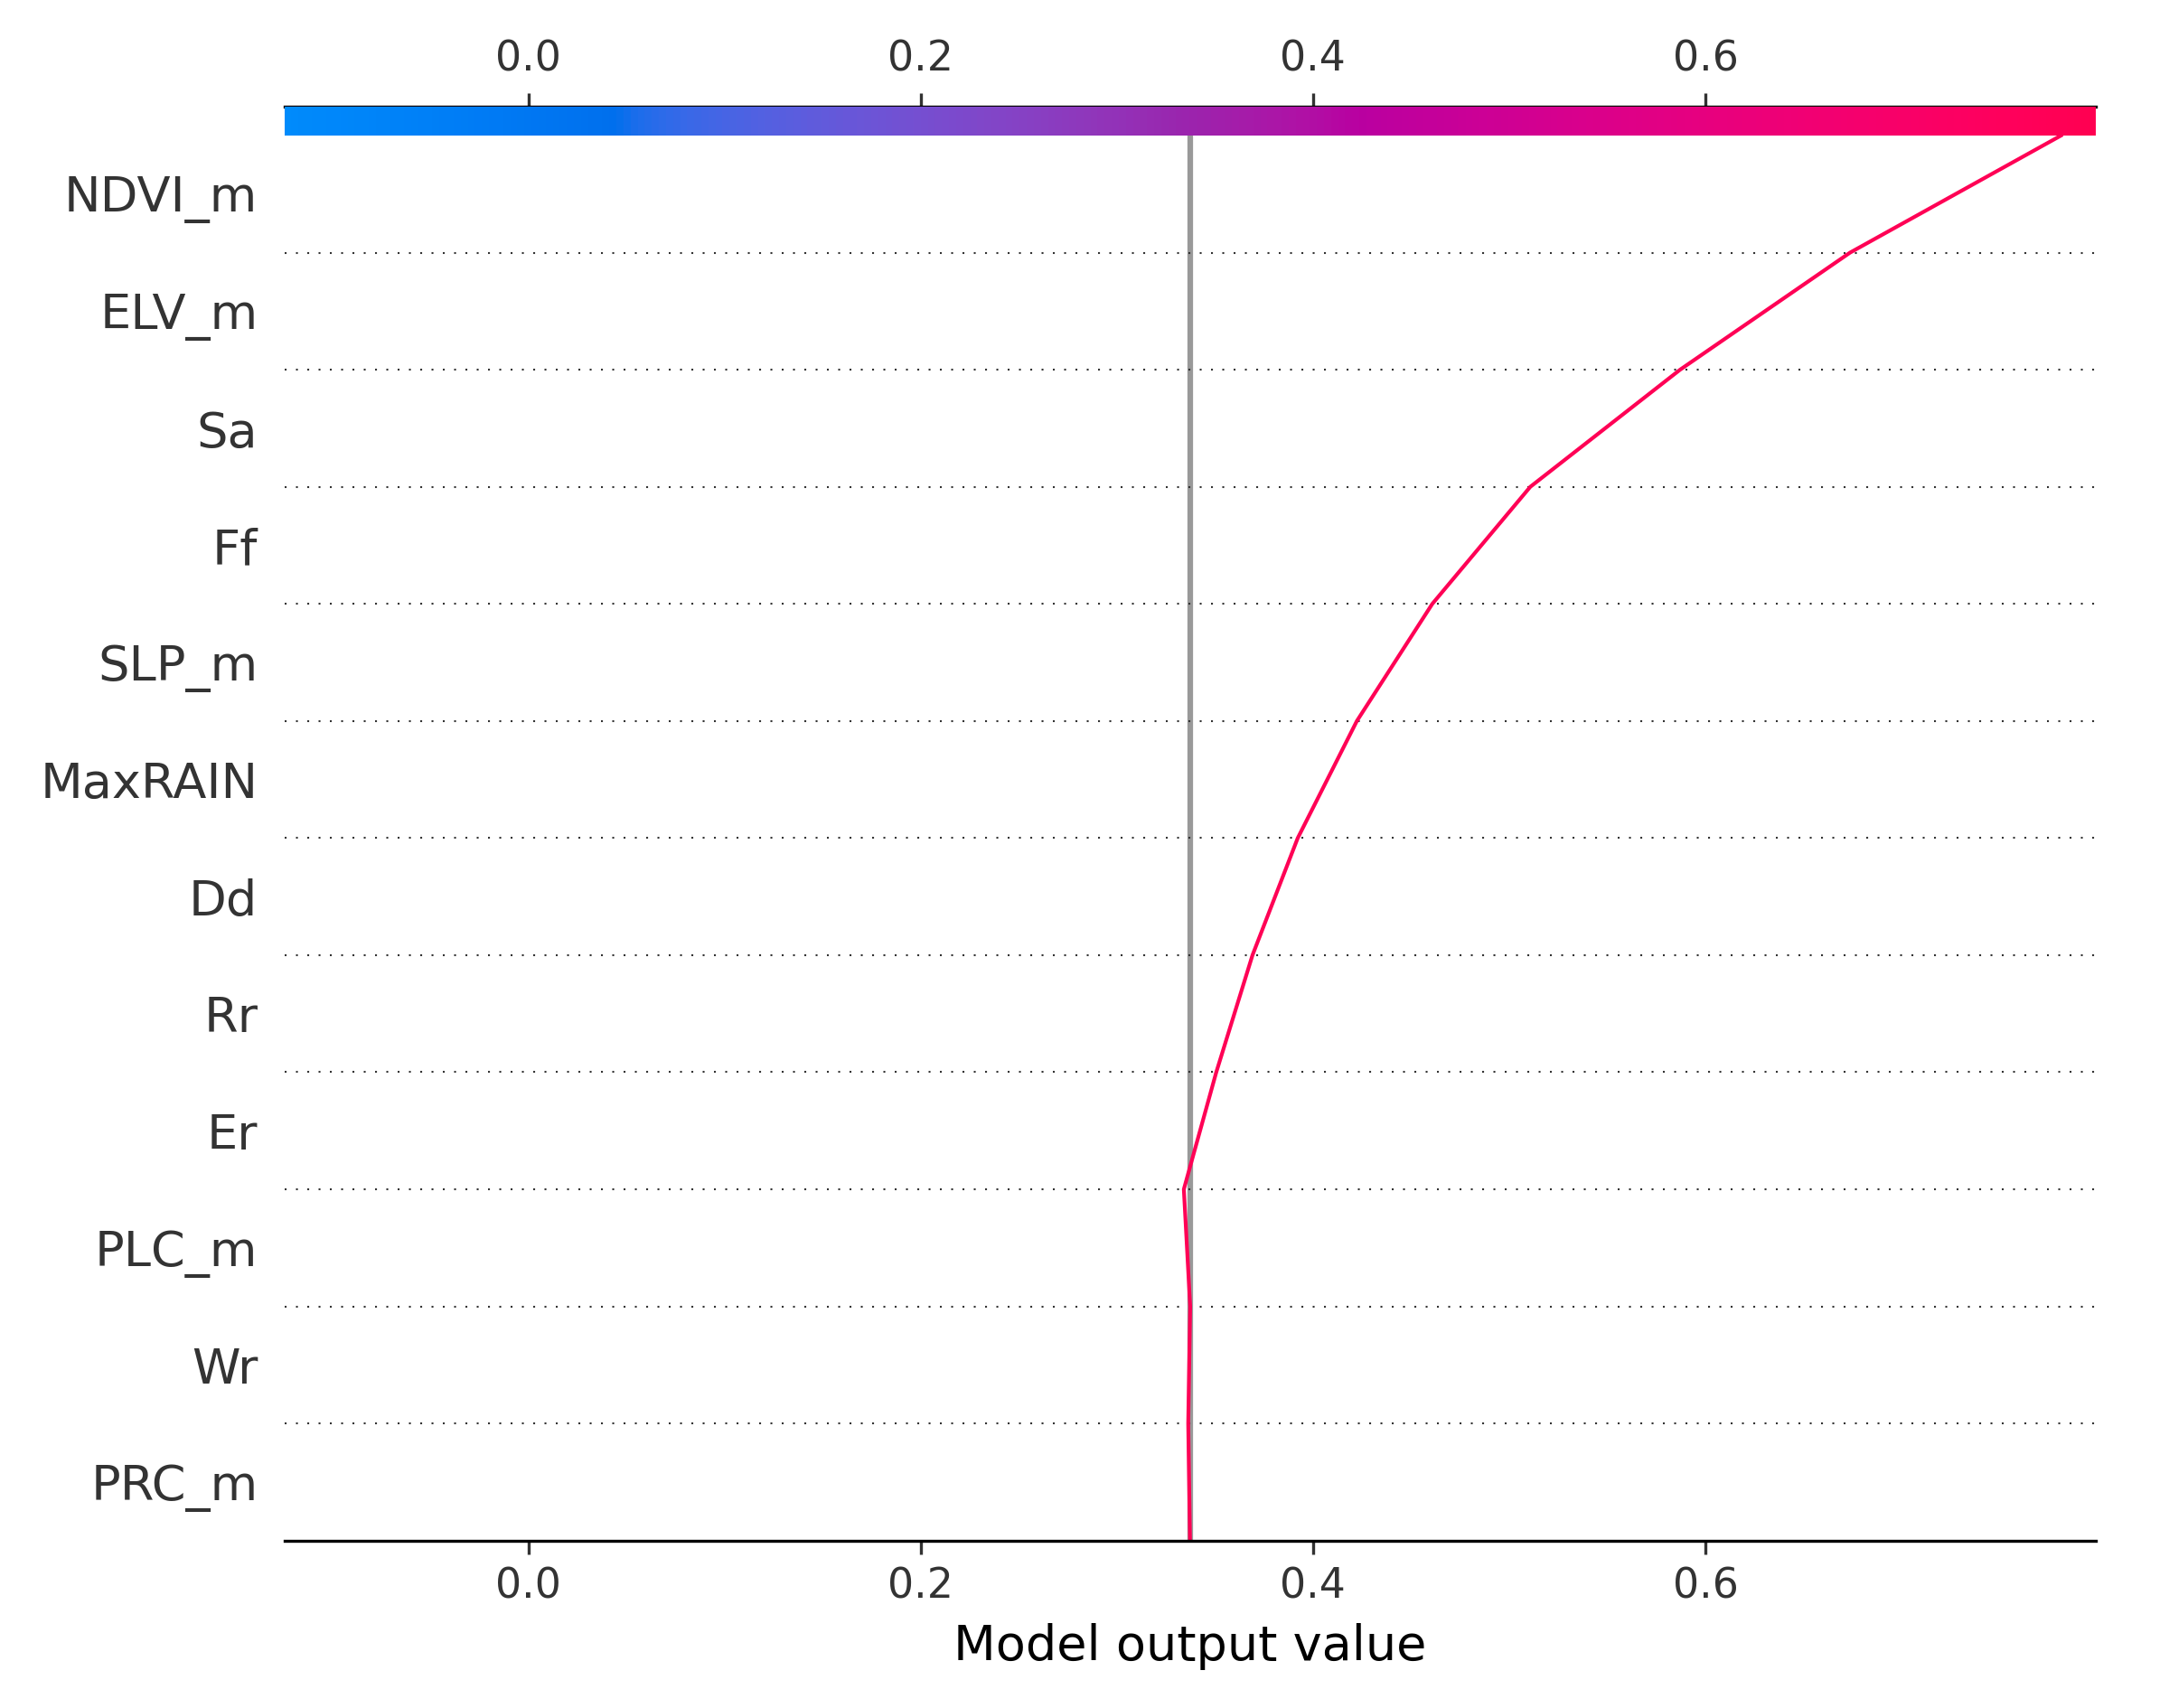 0.0 0.2 0.4 0.6
NDVI_m
ELV_m
Sa
Ff
SLP_m
MaxRAIN
Dd
Rr
Er
PLC_m
Wr
PRC_m
0.0 0.2 0.4 0.6
Model output value